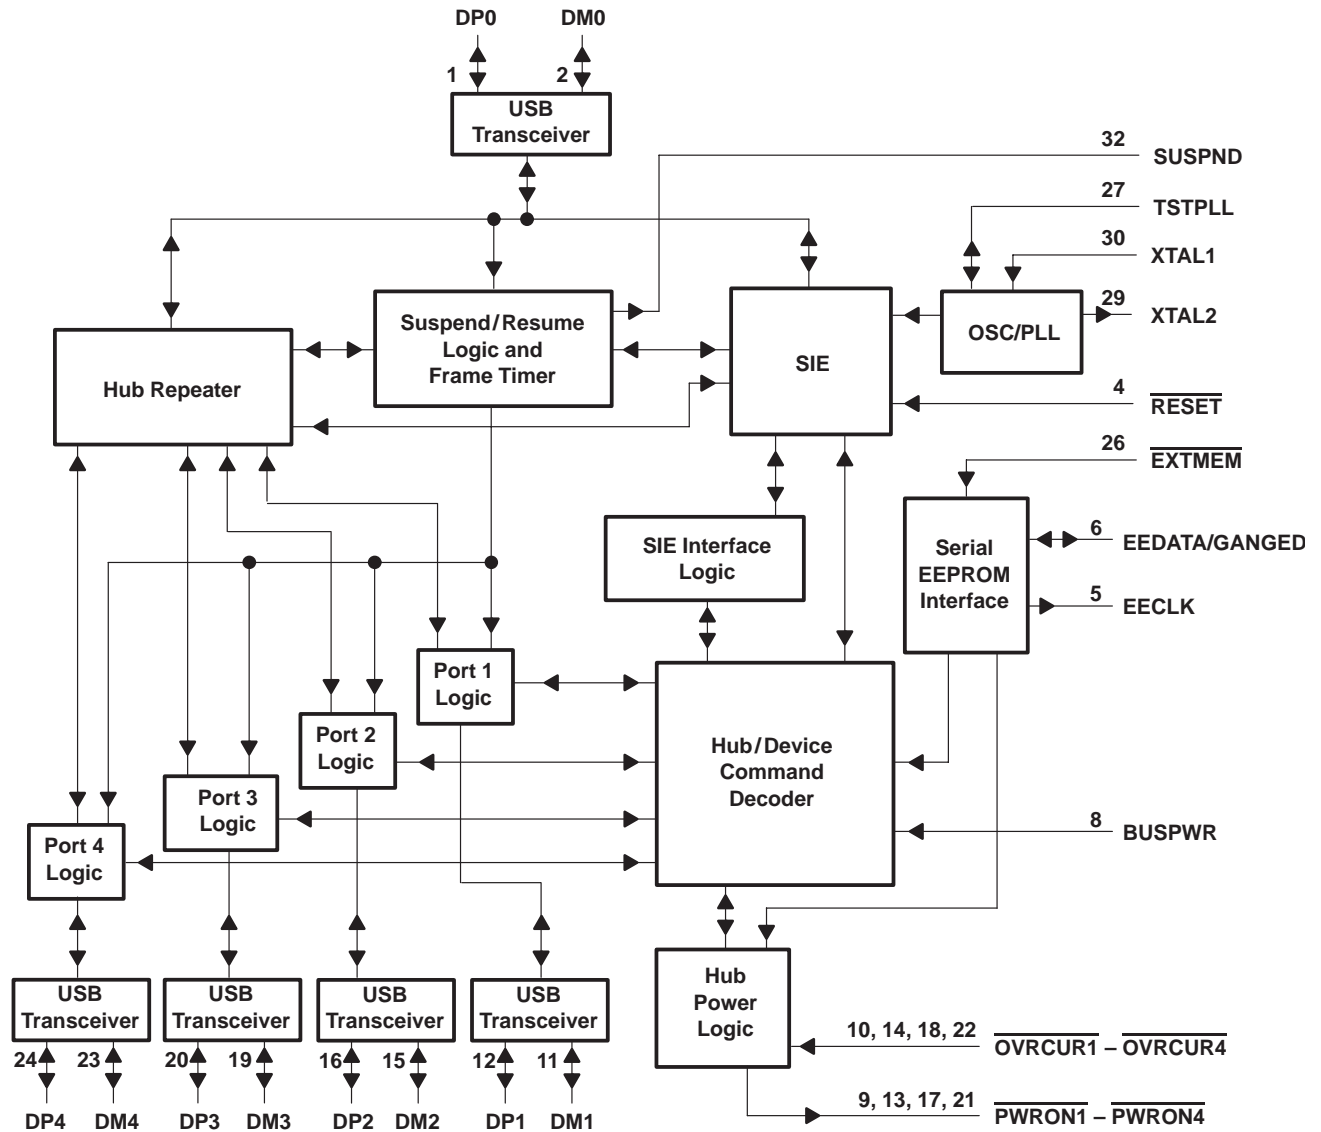 DP0 DM0
1 2
USB
Transceiver
32
SUSPND
27
TSTPLL
30
XTAL1
29
XTAL2
OSC/PLL
Suspend/Resume
Logic and
Frame Timer
SIE
Hub Repeater
4
RESET
26
EXTMEM
SIE Interface
Logic
Serial
EEPROM
Interface
6
EEDATA/GANGED
5
EECLK
Port 1
Logic
Port 2
Logic
Port 3
Logic
Port 4
Logic
Hub/Device
Command
Decoder
8
BUSPWR
Hub
Power
Logic
USB
Transceiver
USB
Transceiver
USB
Transceiver
USB
Transceiver
10, 14, 18, 22
OVRCUR1 – OVRCUR4
24 23 20 19 16 15 12 11
9, 13, 17, 21
PWRON1 – PWRON4
DP4 DM4 DP3 DM3 DP2 DM2 DP1 DM1